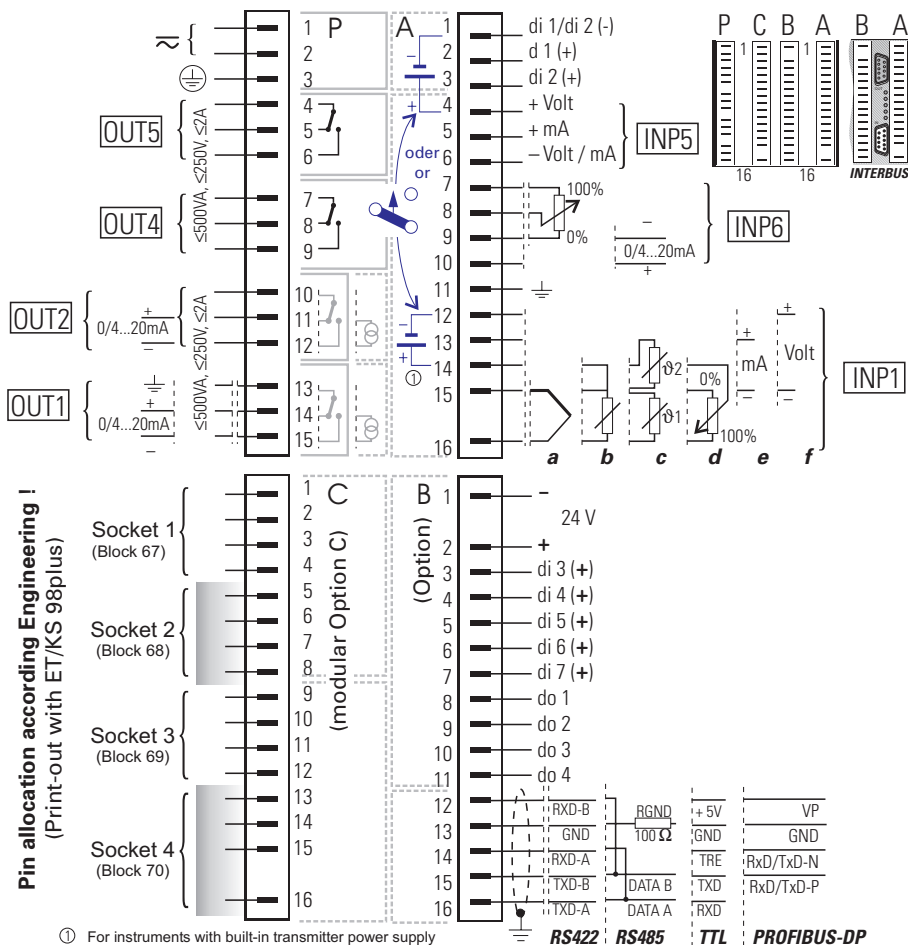 P A
P C B A B A
1 1
16 16
INTERBUS
1
2
3
4
5
6
7
8
9
10
11
12
13
14
15
OUT5
≤500VA, ≤250V, ≤2A
OUT4
OUT2
+
0/4...20mA
–
≤500VA, ≤250V, ≤2A
OUT1
+
0/4...20mA
–
–
+
oder
or
–
+
①
1
2
3
4
5
6
7
8
9
10
11
12
13
14
15
16
di 1/di 2 (-)
d 1 (+)
di 2 (+)
+ Volt
+ mA
– Volt / mA
INP5
100%
0%
–
0/4...20mA
+
INP6
ϑ2
ϑ1
0%
100%
+
mA
–
+
Volt
–
INP1
a b c d e f
Pin allocation according Engineering !
(Print-out with ET/KS 98plus)
Socket 1
(Block 67)
Socket 2
(Block 68)
Socket 3
(Block 69)
Socket 4
(Block 70)
1
2
3
4
5
6
7
8
9
10
11
12
13
14
15
16
C
(modular Option C)
B
(Option)
1
2
3
4
5
6
7
8
9
10
11
12
13
14
15
16
–
24 V
+
di 3 (+)
di 4 (+)
di 5 (+)
di 6 (+)
di 7 (+)
do 1
do 2
do 3
do 4
RXD-B RGND + 5V VP
GND 100 Ω GND GND
RXD-A TRE RxD/TxD-N
TXD-B DATA B TXD RxD/TxD-P
TXD-A DATA A RXD
RS422 RS485 TTL PROFIBUS-DP
① For instruments with built-in transmitter power supply